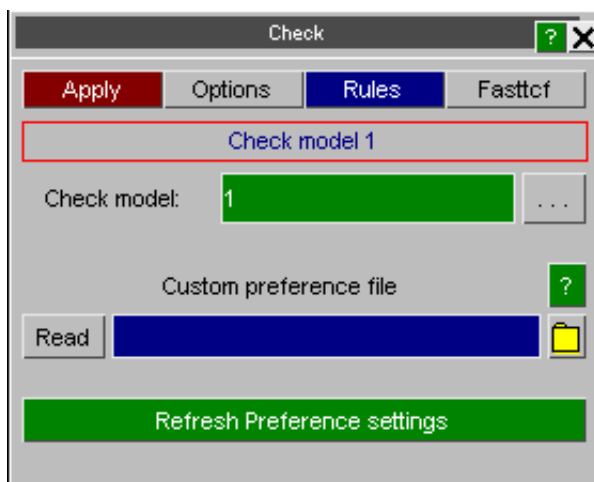 Check
? X
Apply Options Rules Fasttcf
Check model 1
Check model: 1 ...
Custom preference file ?
Read
Refresh Preference settings